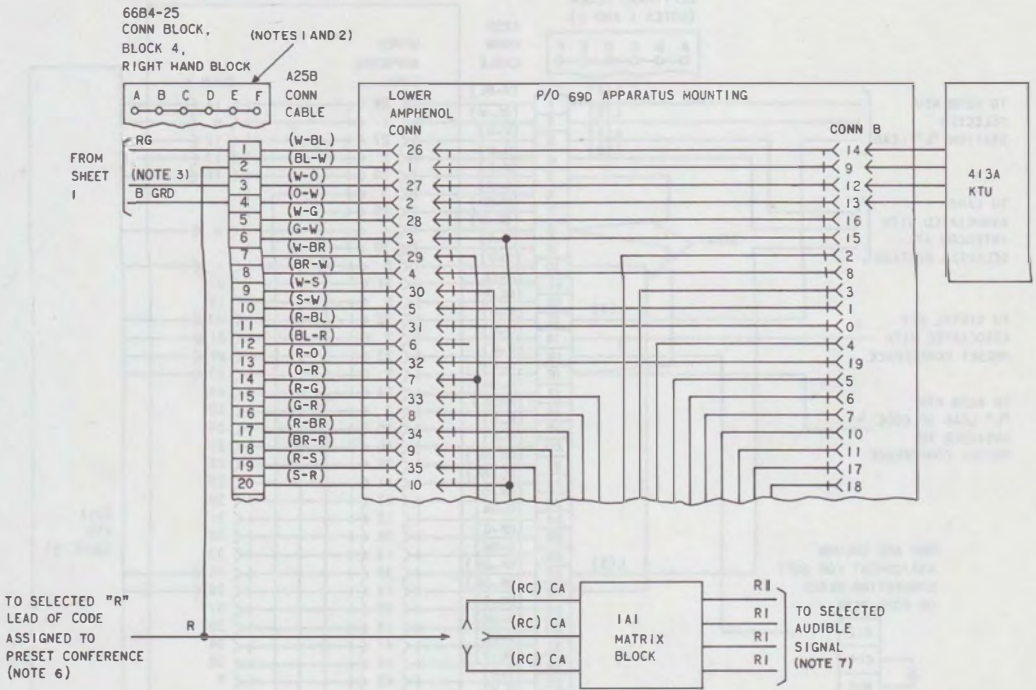 66B4-25
CONN BLOCK,
BLOCK 4,
RIGHT HAND BLOCK
(NOTES 1 AND 2)
A B C D E F
A25B
CONN
CABLE
LOWER
AMPHENOL
CONN
P/O 69D APPARATUS MOUNTING
CONN B
413A
KTU
FROM
SHEET
1
RG
(NOTE 3)
B GRD
1 (W-BL) 26 14
2 (BL-W) 1 9
3 (W-O) 27 12
4 (O-W) 2 13
5 (W-G) 28 16
6 (G-W) 3 15
7 (W-BR) 29 2
8 (BR-W) 4 8
9 (W-S) 30 3
10 (S-W) 5 1
11 (R-BL) 31 0
12 (BL-R) 6 4
13 (R-O) 32 19
14 (O-R) 7 5
15 (R-G) 33 6
16 (G-R) 8 7
17 (R-BR) 34 10
18 (BR-R) 9 11
19 (R-S) 35 17
20 (S-R) 10 18
TO SELECTED "R"
LEAD OF CODE
ASSIGNED TO
PRESET CONFERENCE
(NOTE 6)
R
(RC) CA
(RC) CA
(RC) CA
1A1
MATRIX
BLOCK
R1
R1
R1
R1
TO SELECTED
AUDIBLE
SIGNAL
(NOTE 7)